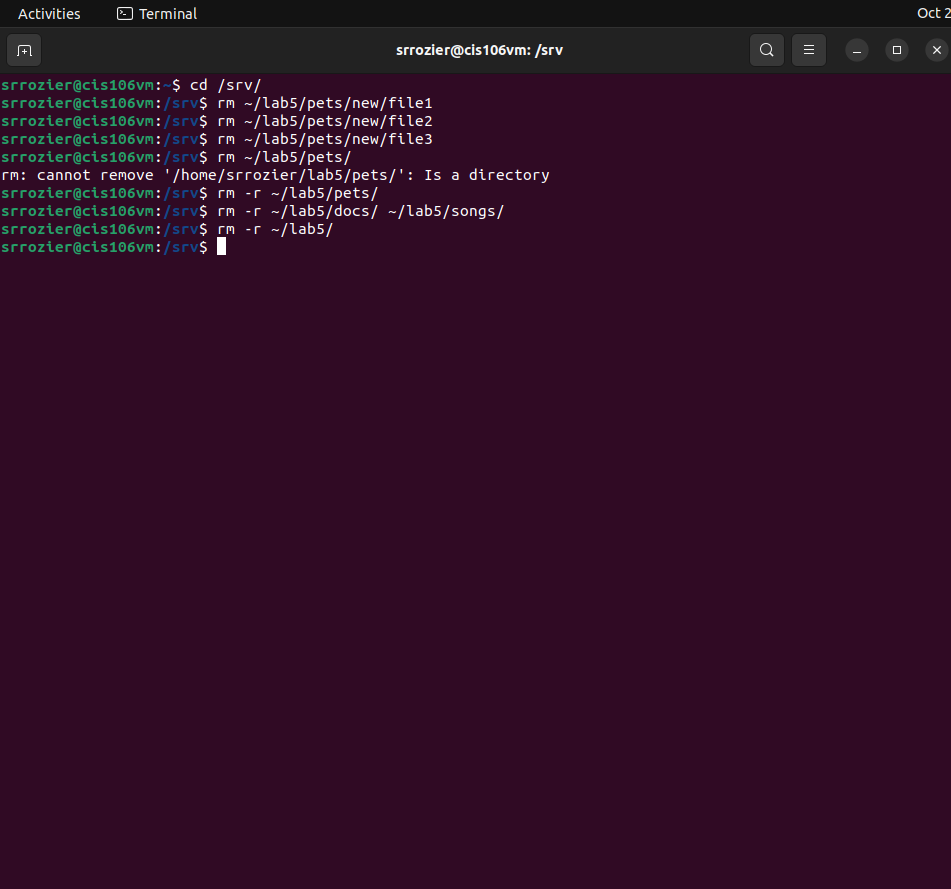 Activities Terminal Oct 2
srrozier@cis106vm: /srv
srrozier@cis106vm:~$ cd /srv/
srrozier@cis106vm:/srv$ rm ~/lab5/pets/new/file1
srrozier@cis106vm:/srv$ rm ~/lab5/pets/new/file2
srrozier@cis106vm:/srv$ rm ~/lab5/pets/new/file3
srrozier@cis106vm:/srv$ rm ~/lab5/pets/
rm: cannot remove '/home/srrozier/lab5/pets/': Is a directory
srrozier@cis106vm:/srv$ rm -r ~/lab5/pets/
srrozier@cis106vm:/srv$ rm -r ~/lab5/docs/ ~/lab5/songs/
srrozier@cis106vm:/srv$ rm -r ~/lab5/
srrozier@cis106vm:/srv$